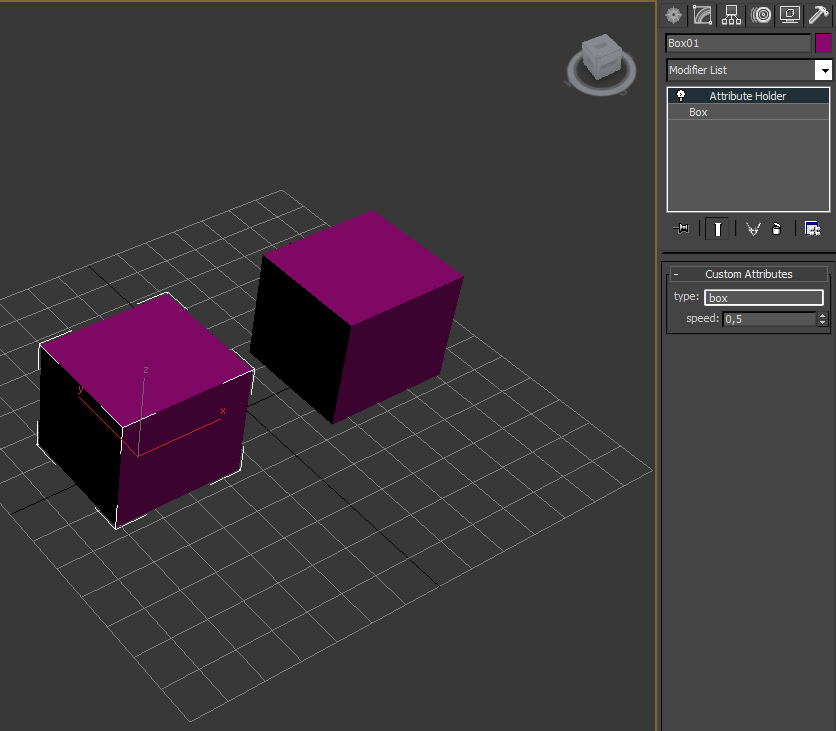 Box01
Modifier List
Attribute Holder
Box
- Custom Attributes
type: box
speed: 0,5
z
y
x